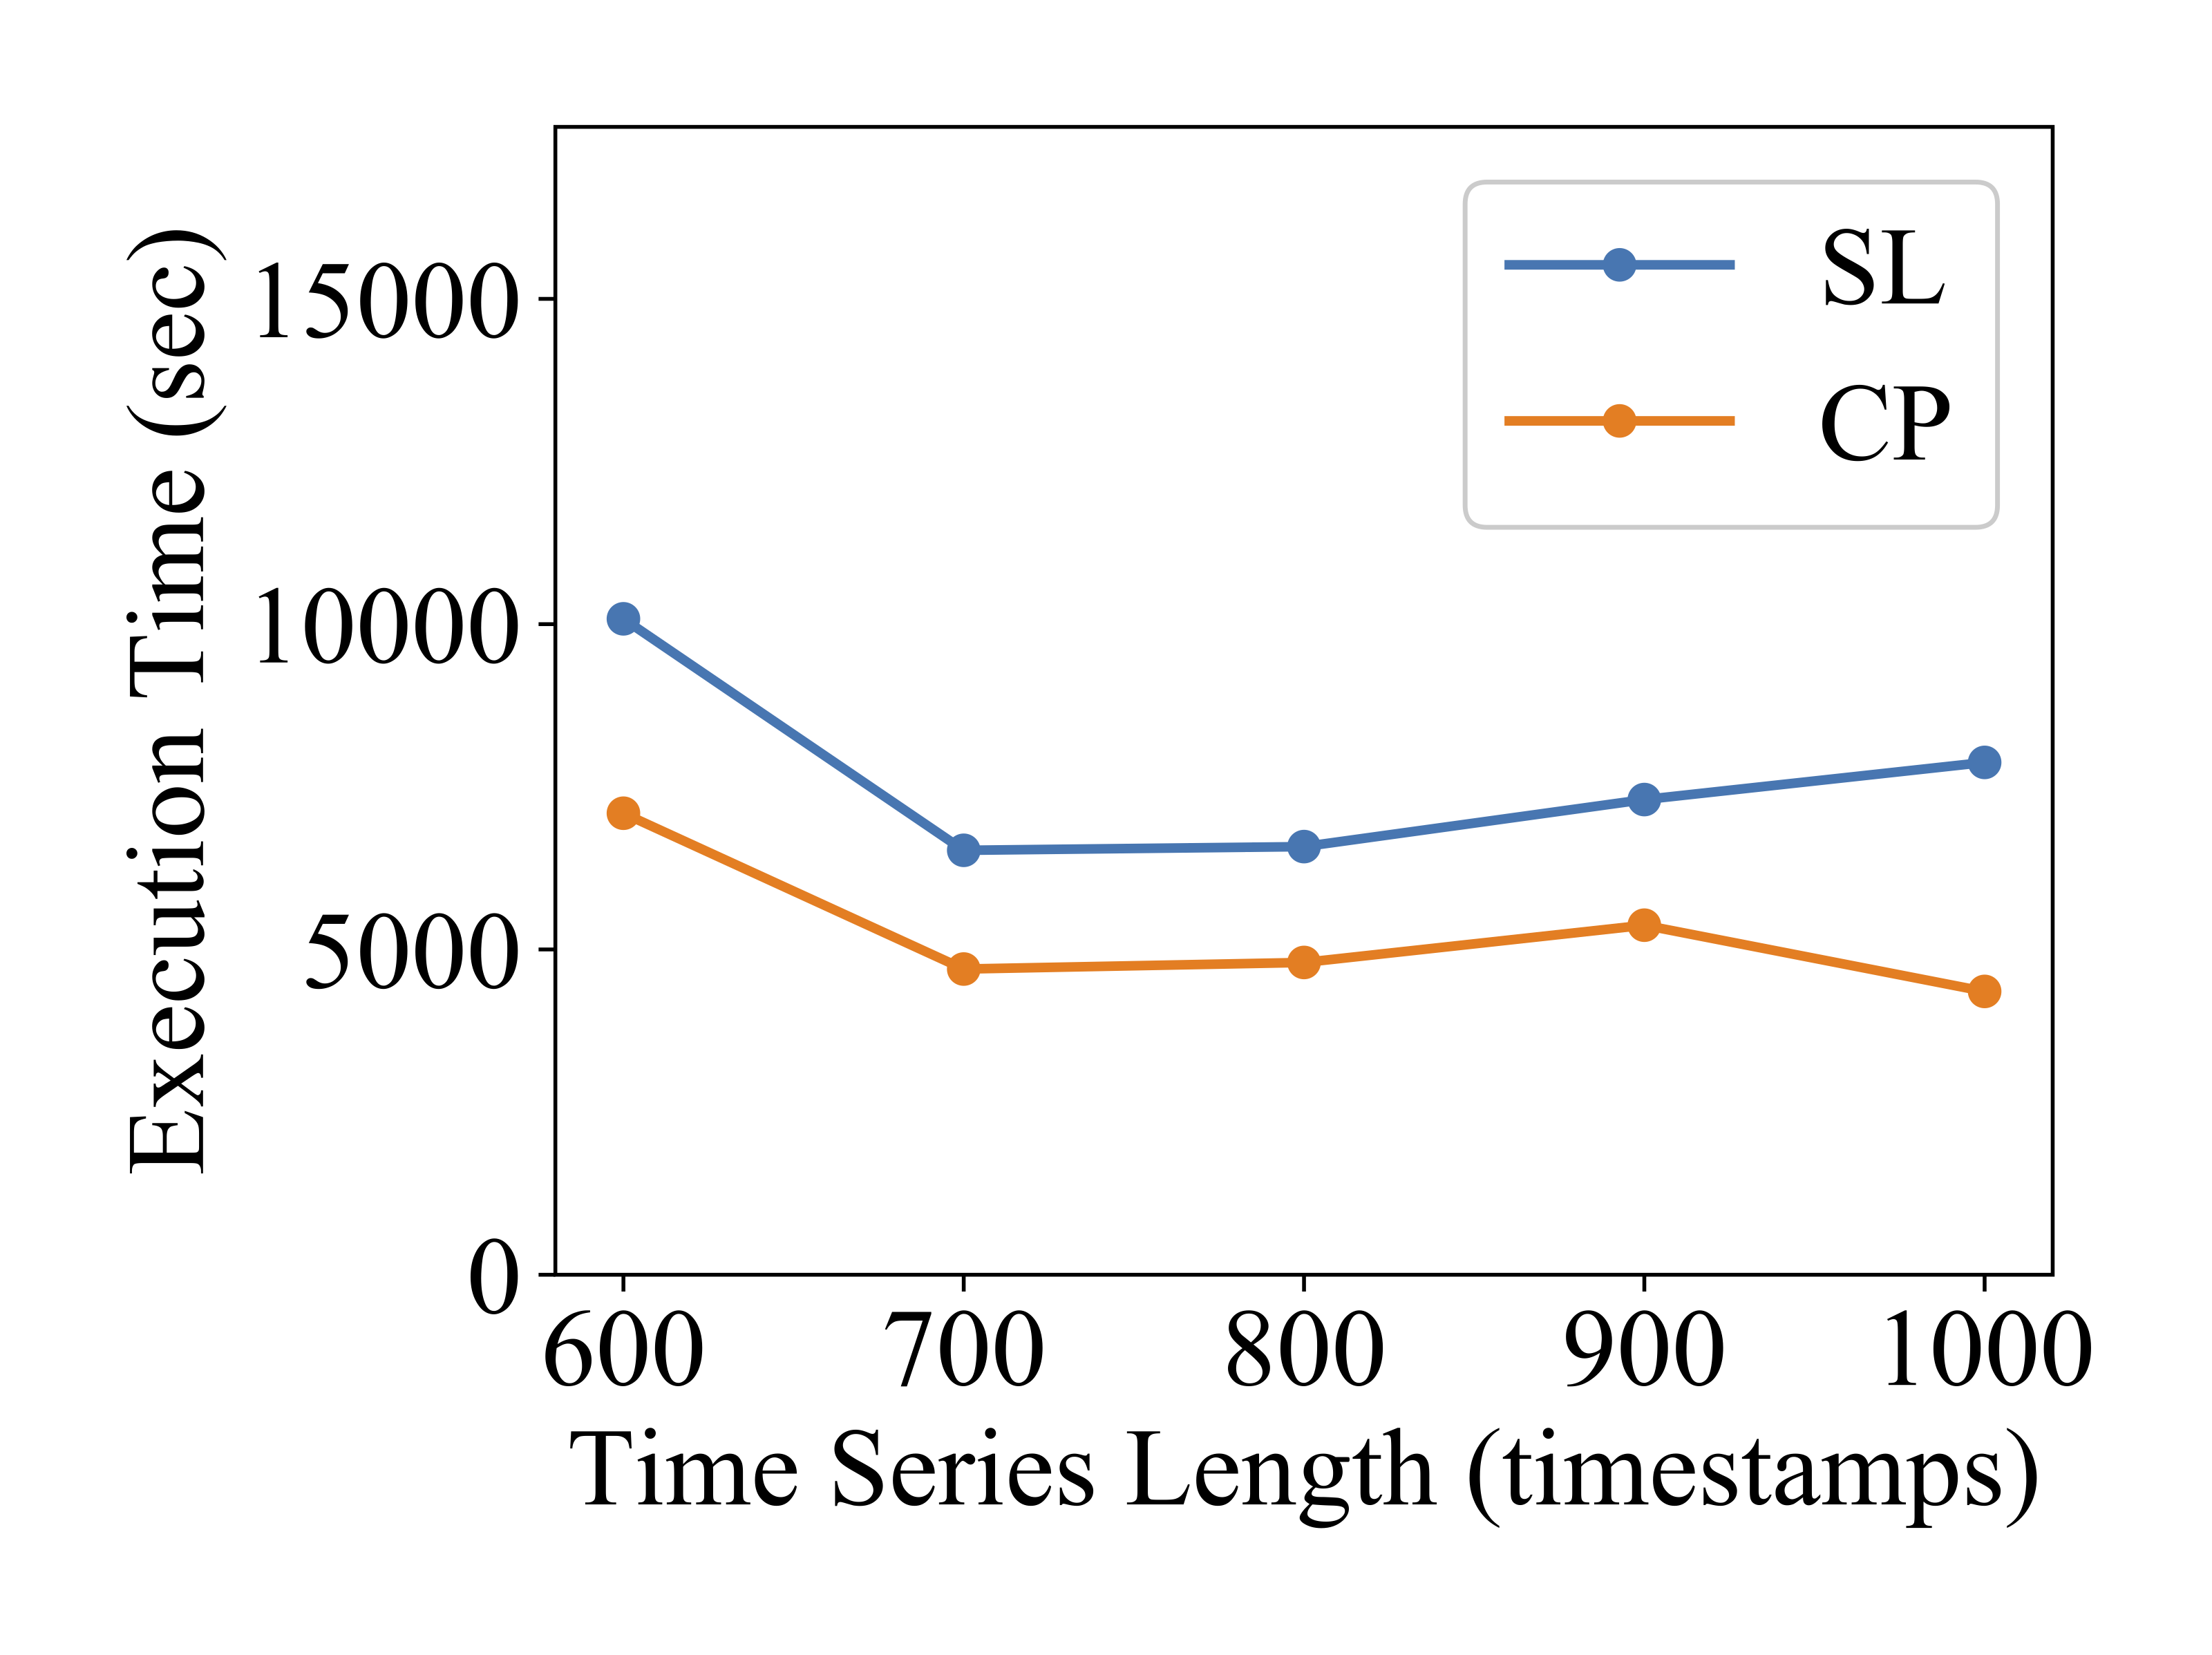 Execution Time (sec)
15000
10000
5000
0
SL
CP
600 700 800 900 1000
Time Series Length (timestamps)